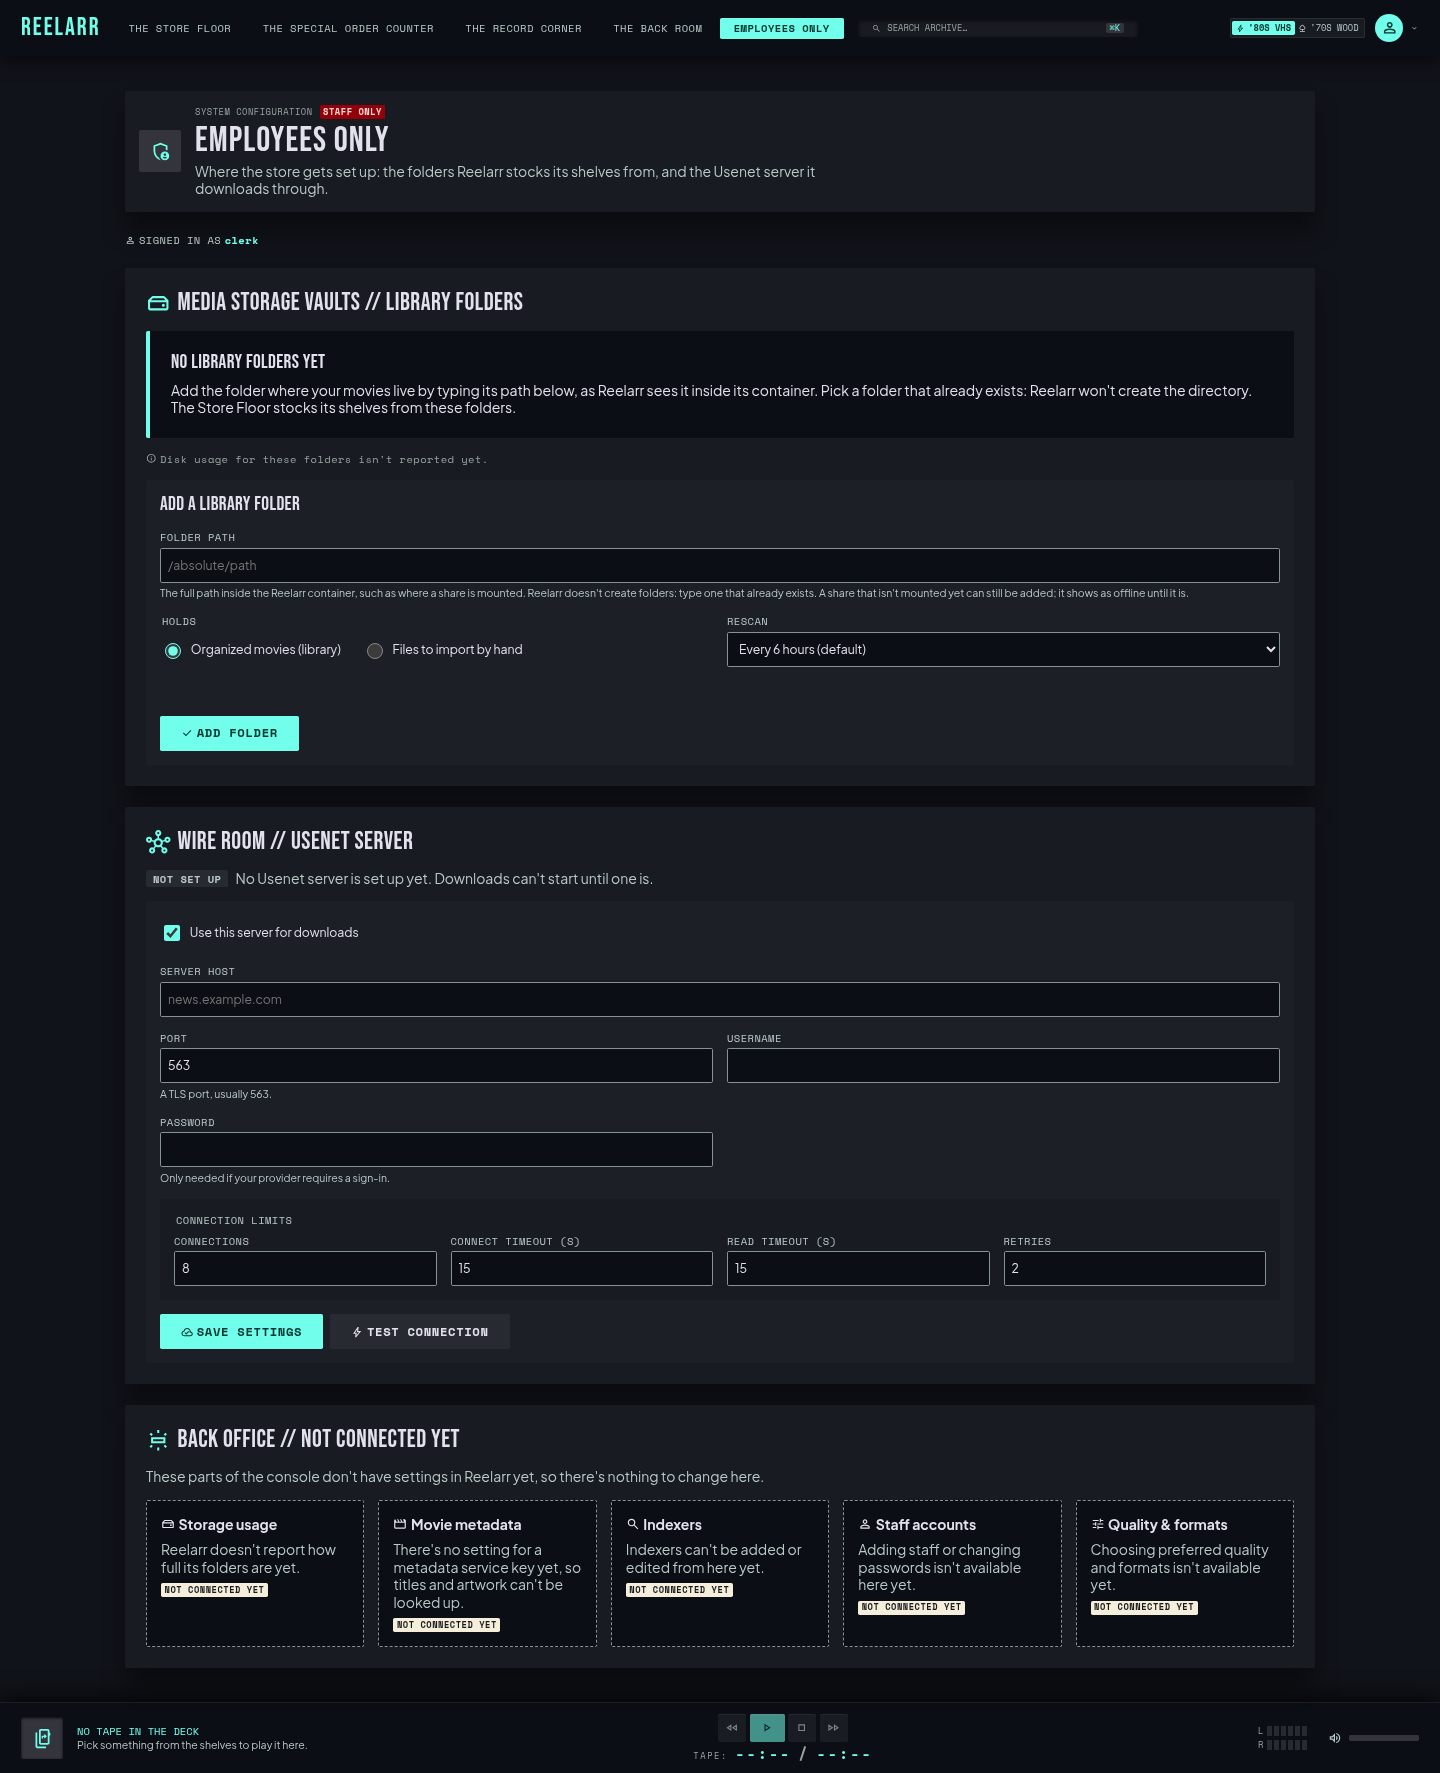 REELARR
THE STORE FLOOR
THE SPECIAL ORDER COUNTER
THE RECORD CORNER
THE BACK ROOM
EMPLOYEES ONLY
SEARCH ARCHIVE…
⌘K
'80S VHS
'70S WOOD
SYSTEM CONFIGURATION STAFF ONLY
EMPLOYEES ONLY
Where the store gets set up: the folders Reelarr stocks its shelves from, and the Usenet server it
downloads through.
SIGNED IN AS clerk
MEDIA STORAGE VAULTS // LIBRARY FOLDERS
NO LIBRARY FOLDERS YET
Add the folder where your movies live by typing its path below, as Reelarr sees it inside its container. Pick a folder that already exists: Reelarr won't create the directory.
The Store Floor stocks its shelves from these folders.
Disk usage for these folders isn't reported yet.
ADD A LIBRARY FOLDER
FOLDER PATH
/absolute/path
The full path inside the Reelarr container, such as where a share is mounted. Reelarr doesn't create folders: type one that already exists. A share that isn't mounted yet can still be added; it shows as offline until it is.
HOLDS
Organized movies (library)
Files to import by hand
RESCAN
Every 6 hours (default)
ADD FOLDER
WIRE ROOM // USENET SERVER
NOT SET UP No Usenet server is set up yet. Downloads can't start until one is.
Use this server for downloads
SERVER HOST
news.example.com
PORT
563
A TLS port, usually 563.
USERNAME
PASSWORD
Only needed if your provider requires a sign-in.
CONNECTION LIMITS
CONNECTIONS
8
CONNECT TIMEOUT (S)
15
READ TIMEOUT (S)
15
RETRIES
2
SAVE SETTINGS
TEST CONNECTION
BACK OFFICE // NOT CONNECTED YET
These parts of the console don't have settings in Reelarr yet, so there's nothing to change here.
Storage usage
Reelarr doesn't report how
full its folders are yet.
NOT CONNECTED YET
Movie metadata
There's no setting for a
metadata service key yet, so
titles and artwork can't be
looked up.
NOT CONNECTED YET
Indexers
Indexers can't be added or
edited from here yet.
NOT CONNECTED YET
Staff accounts
Adding staff or changing
passwords isn't available
here yet.
NOT CONNECTED YET
Quality & formats
Choosing preferred quality
and formats isn't available
yet.
NOT CONNECTED YET
NO TAPE IN THE DECK
Pick something from the shelves to play it here.
TAPE: --:-- / --:--
L
R